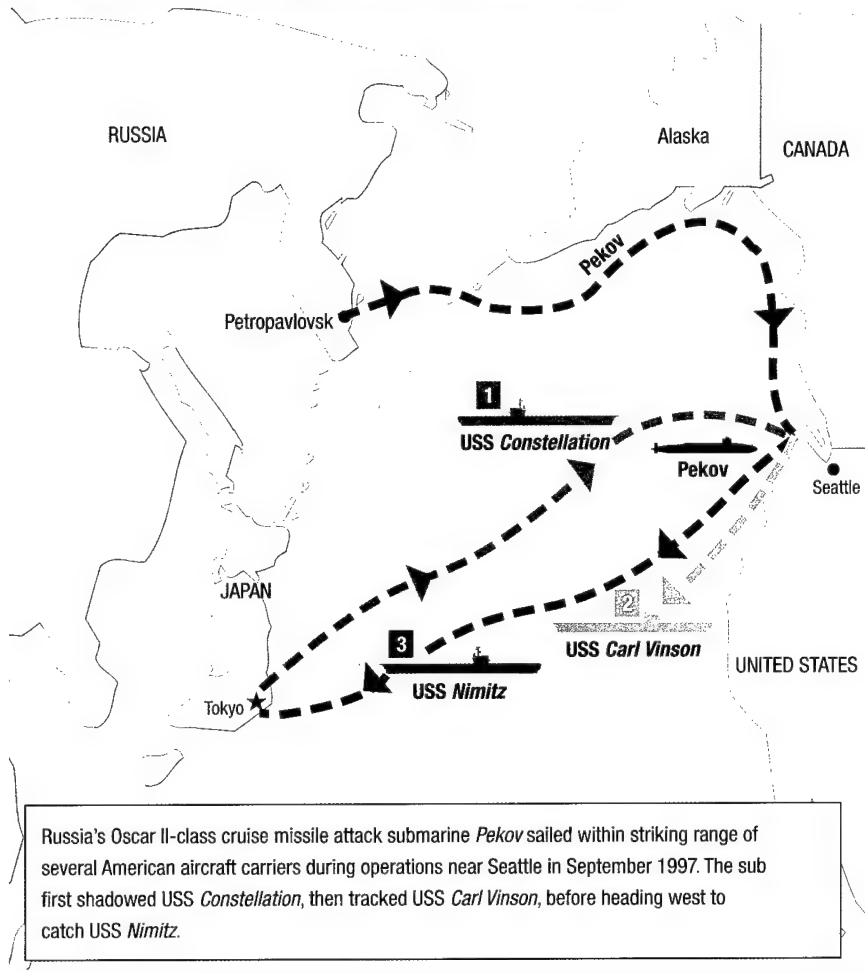 RUSSIA
Alaska
CANADA
Pekov
Petropavlovsk
1
USS Constellation
Pekov
Seattle
JAPAN
2
USS Carl Vinson
3
UNITED STATES
USS Nimitz
Tokyo
Russia's Oscar II-class cruise missile attack submarine Pekov sailed within striking range of
several American aircraft carriers during operations near Seattle in September 1997. The sub
first shadowed USS Constellation, then tracked USS Carl Vinson, before heading west to
catch USS Nimitz.